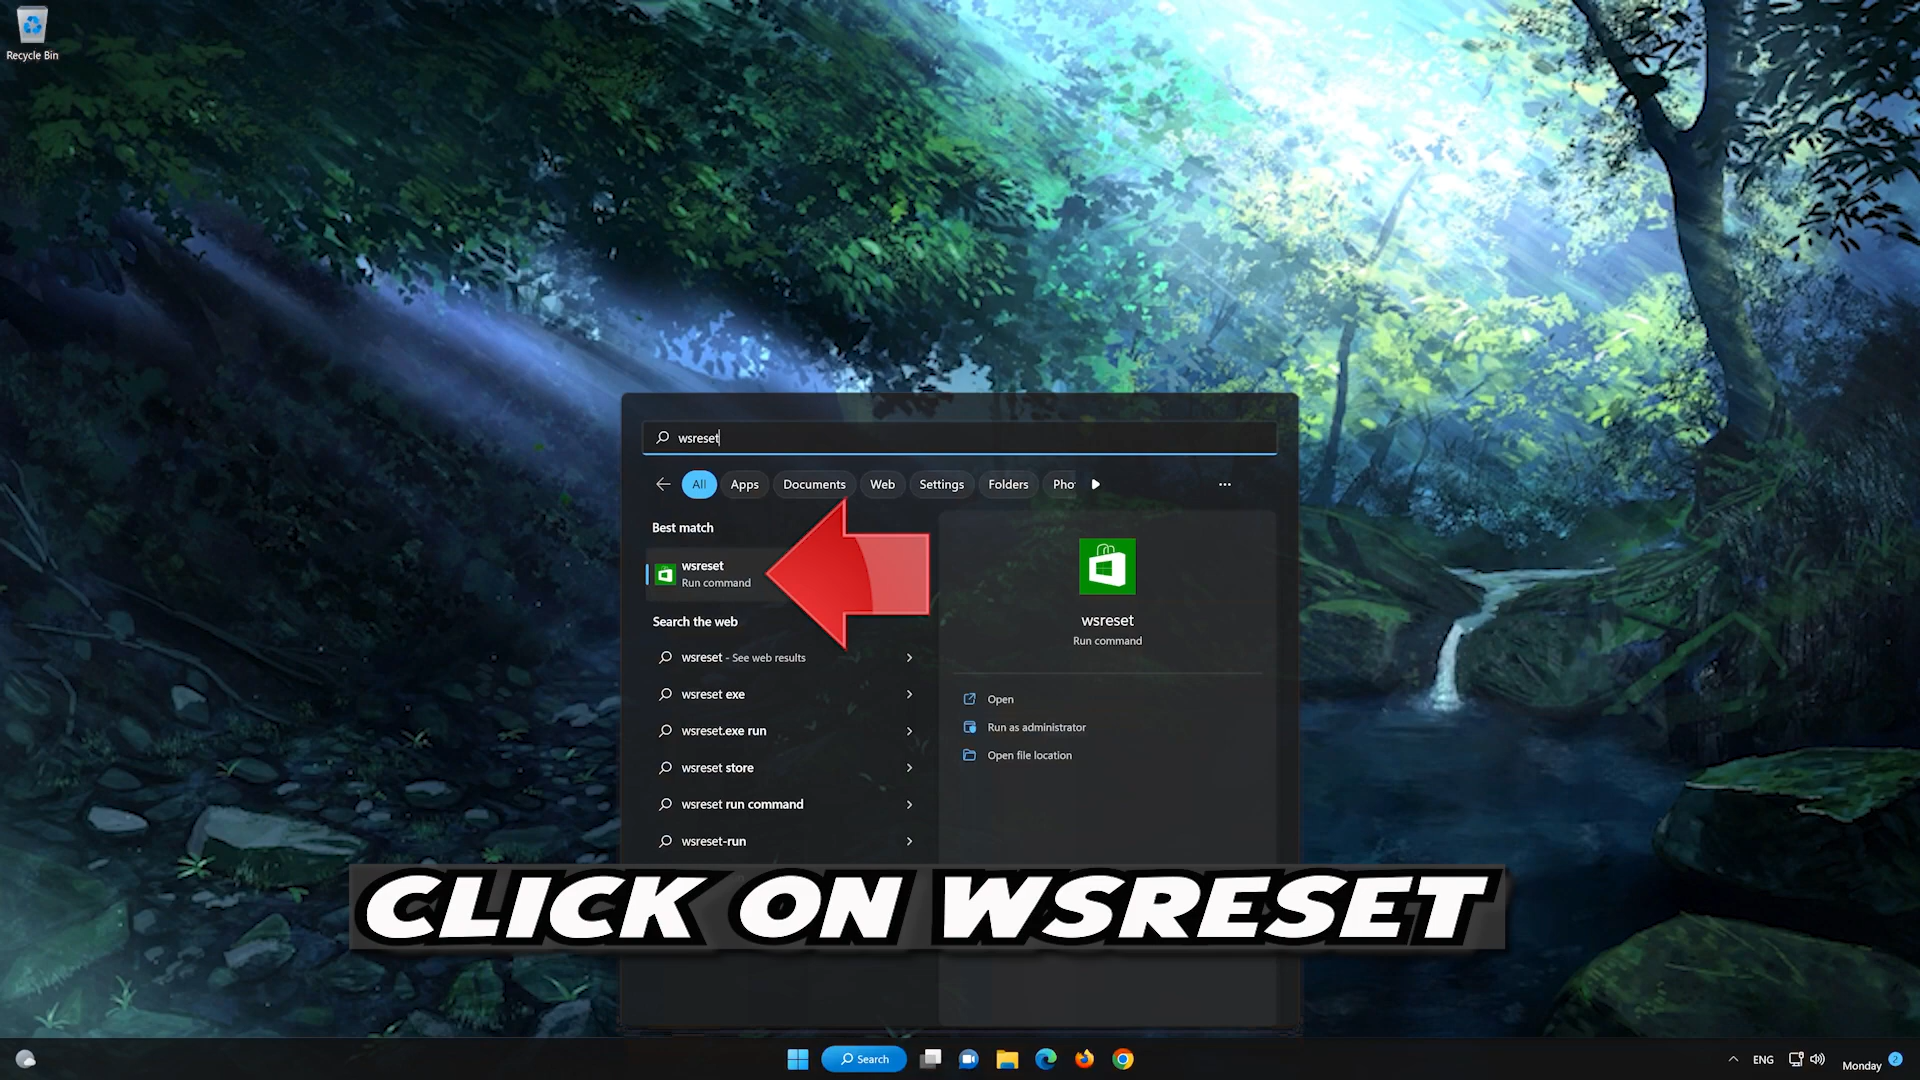 Recycle Bin
wsreset
All Apps Documents Web Settings Folders Pho
Best match
wsreset
Run command
Search the web
wsreset - See web results
wsreset exe
wsreset.exe run
wsreset store
wsreset run command
wsreset-run
wsreset
Run command
Open
Run as administrator
Open file location
CLICK ON WSRESET
Search
ENG
Monday 2